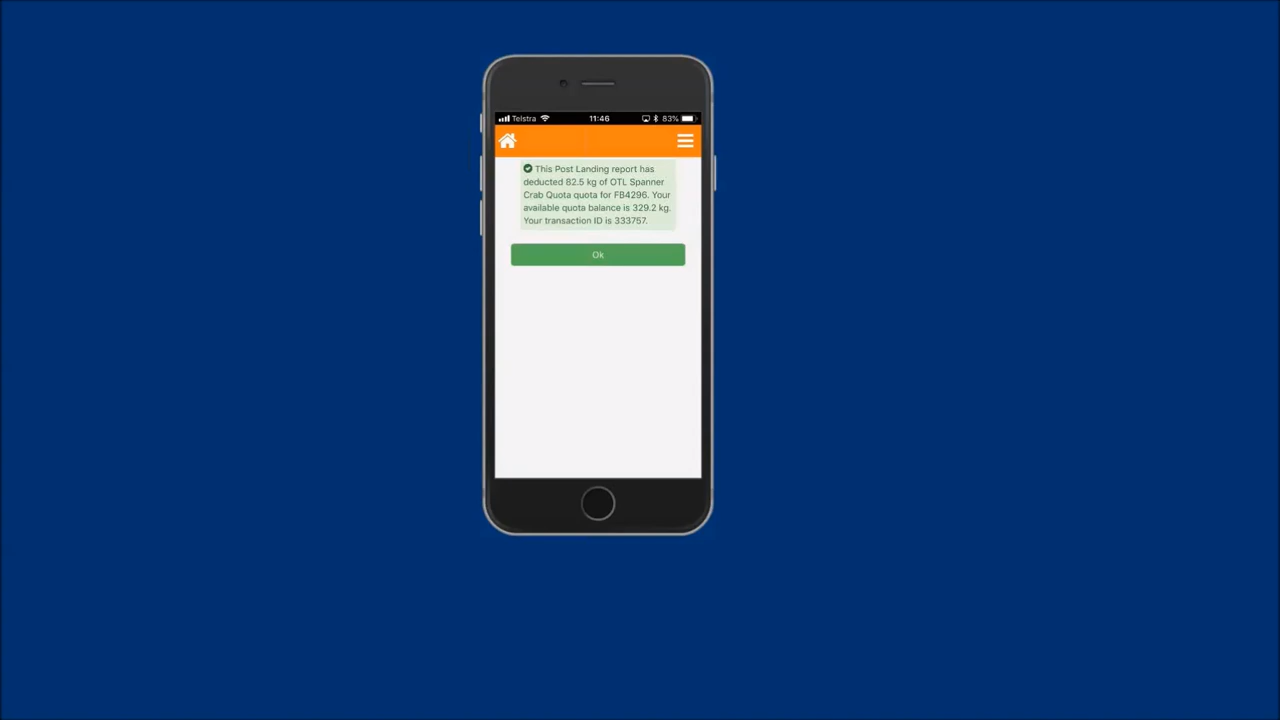 Telstra 11:46 83%
This Post Landing report has
deducted 82.5 kg of OTL Spanner
Crab Quota quota for FB4296. Your
available quota balance is 329.2 kg.
Your transaction ID is 333757.
Ok